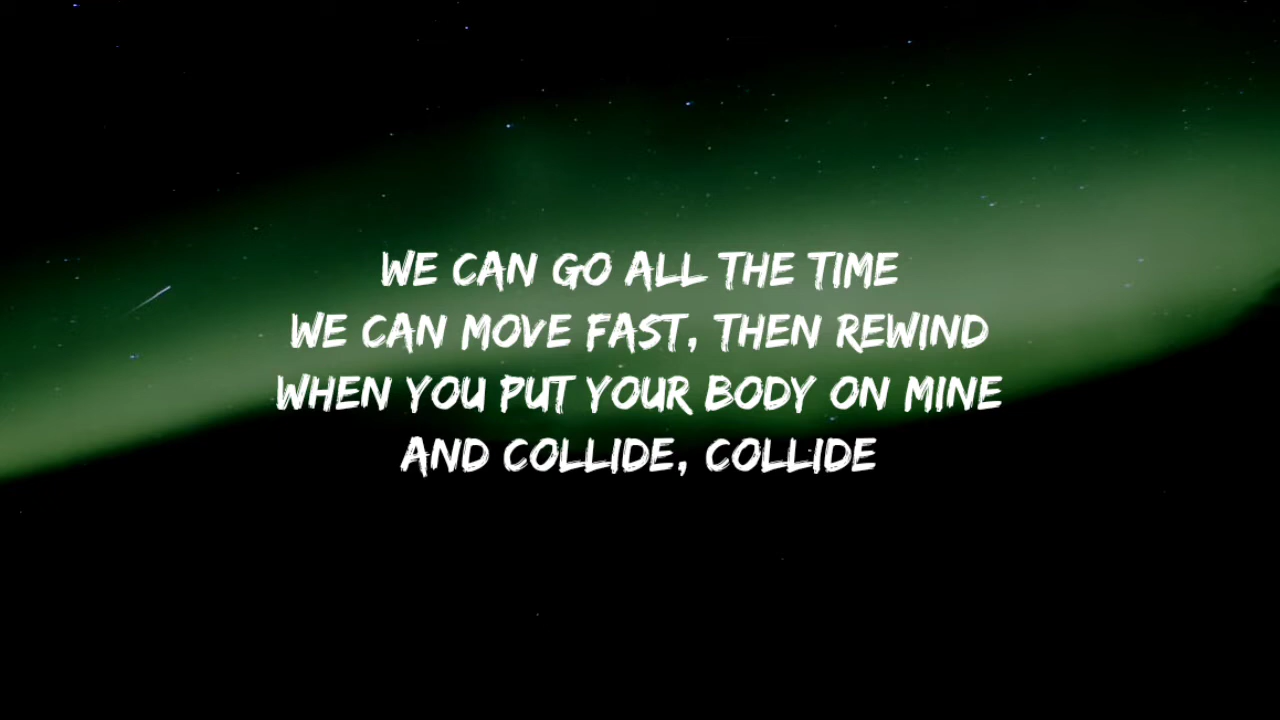 WE CAN GO ALL THE TIME
WE CAN MOVE FAST, THEN REWIND
WHEN YOU PUT YOUR BODY ON MINE
AND COLLIDE, COLLIDE